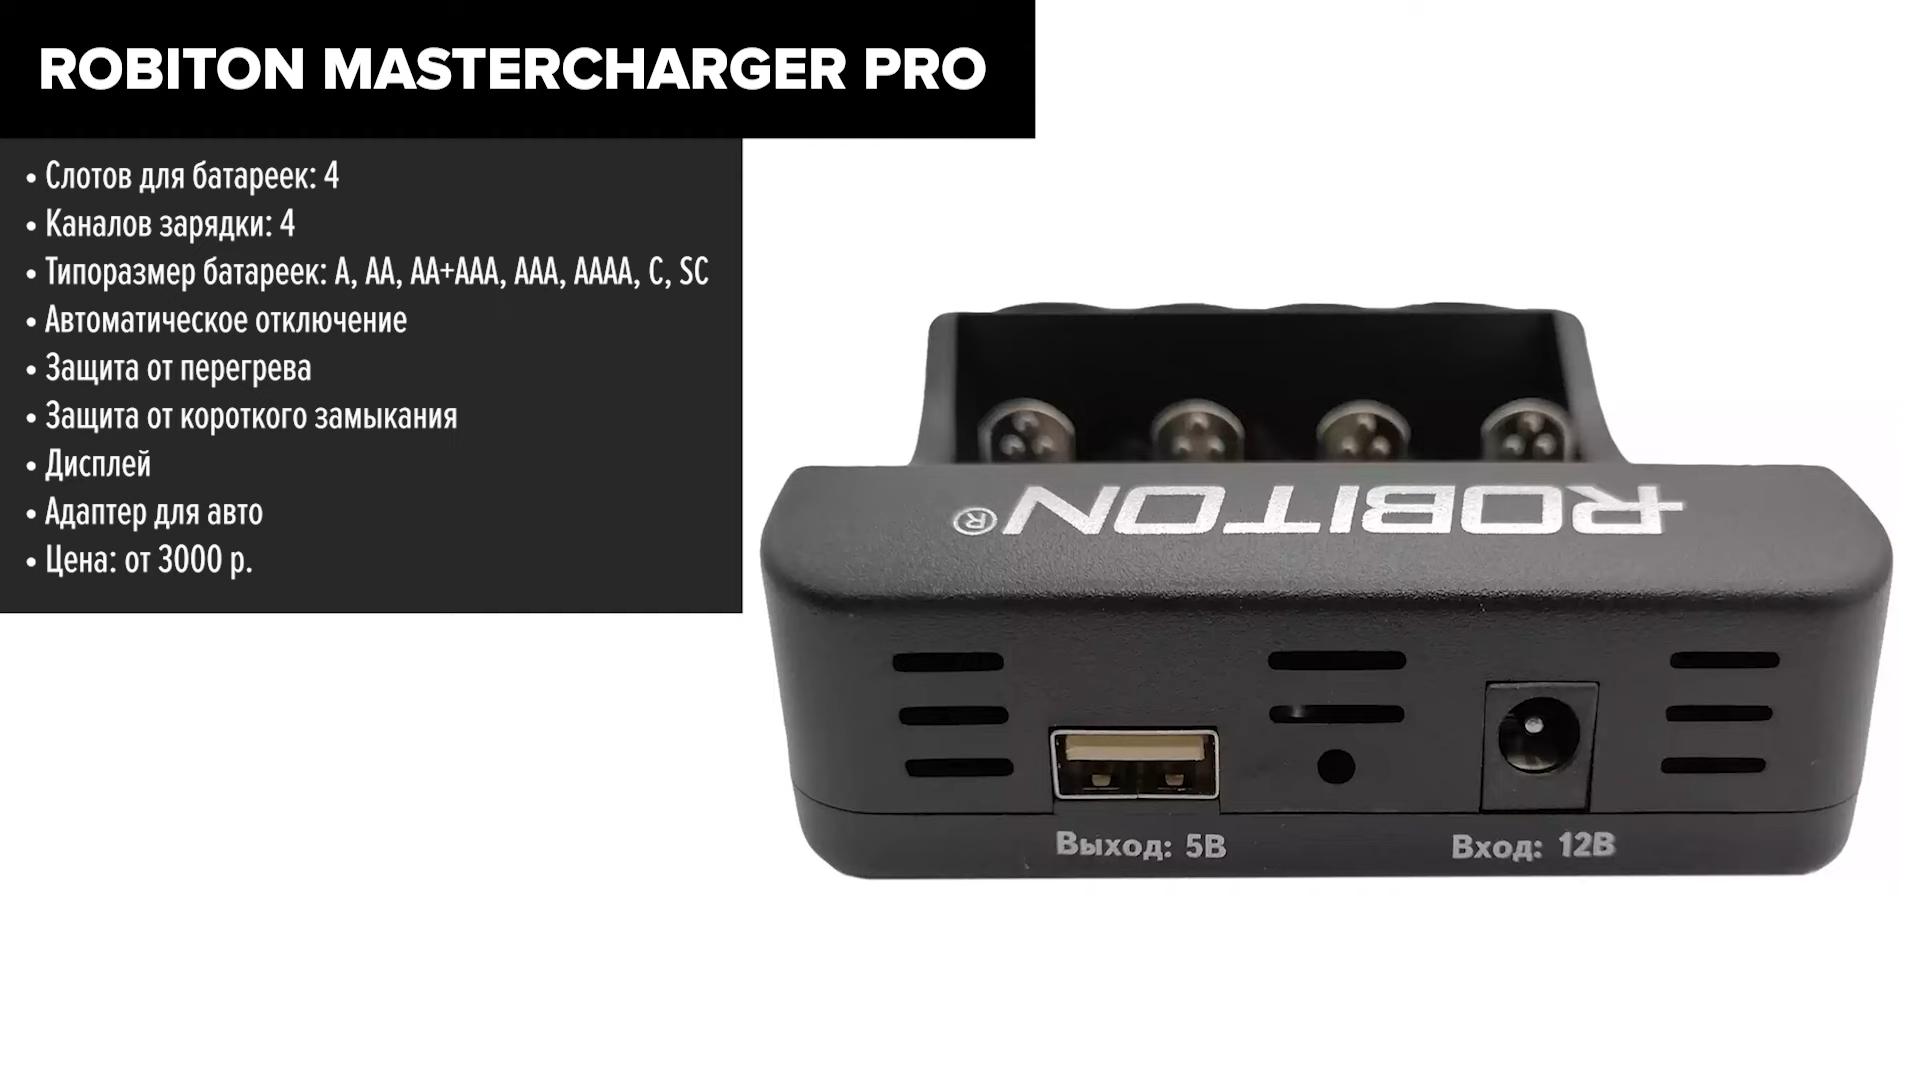 ROBITON MASTERCHARGER PRO
• Слотов для батареек: 4
• Каналов зарядки: 4
• Типоразмер батареек: A, AA, AA+AAA, AAA, AAAA, C, SC
• Автоматическое отключение
• Защита от перегрева
• Защита от короткого замыкания
• Дисплей
• Адаптер для авто
• Цена: от 3000 р.
ROBITON®
Выход: 5В
Вход: 12В